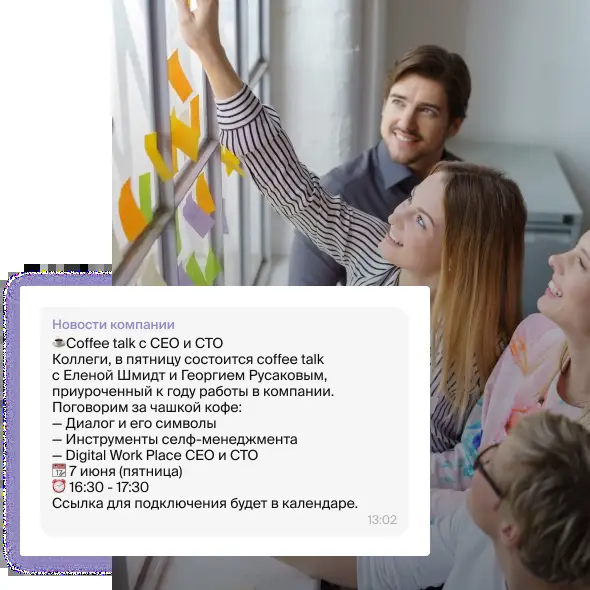 Новости компании
☕Coffee talk с CEO и CTO
Коллеги, в пятницу состоится coffee talk
с Еленой Шмидт и Георгием Русаковым,
приуроченный к году работы в компании.
Поговорим за чашкой кофе:
— Диалог и его символы
— Инструменты селф-менеджмента
— Digital Work Place CEO и CTO
📆 7 июня (пятница)
⏰ 16:30 - 17:30
Ссылка для подключения будет в календаре.
13:02